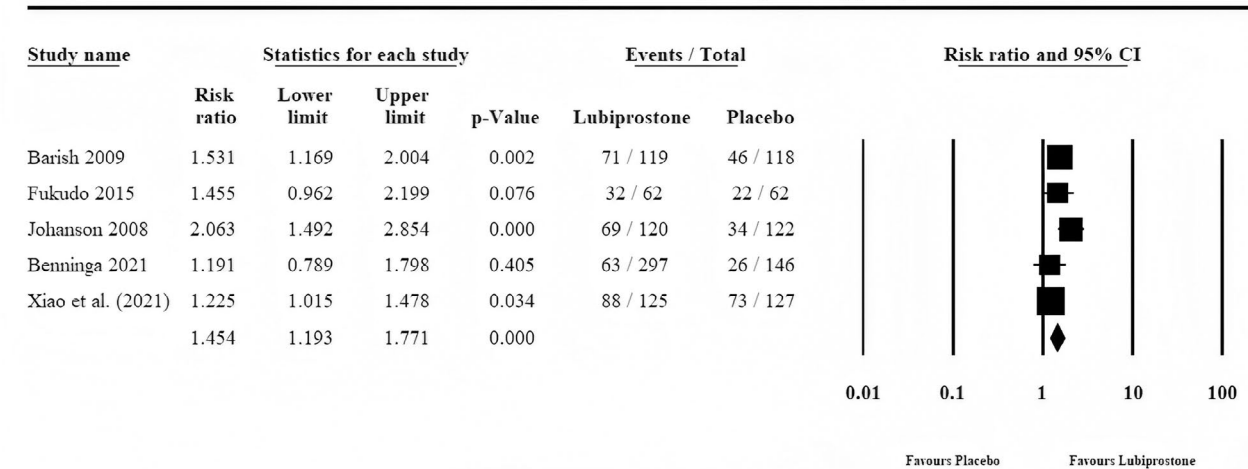 Study name Statistics for each study Events / Total Risk ratio and 95% CI
Risk ratio Lower limit Upper limit p-Value Lubiprostone Placebo
Barish 2009 1.531 1.169 2.004 0.002 71 / 119 46 / 118
Fukudo 2015 1.455 0.962 2.199 0.076 32 / 62 22 / 62
Johanson 2008 2.063 1.492 2.854 0.000 69 / 120 34 / 122
Benninga 2021 1.191 0.789 1.798 0.405 63 / 297 26 / 146
Xiao et al. (2021) 1.225 1.015 1.478 0.034 88 / 125 73 / 127
1.454 1.193 1.771 0.000
0.01 0.1 1 10 100
Favours Placebo Favours Lubiprostone